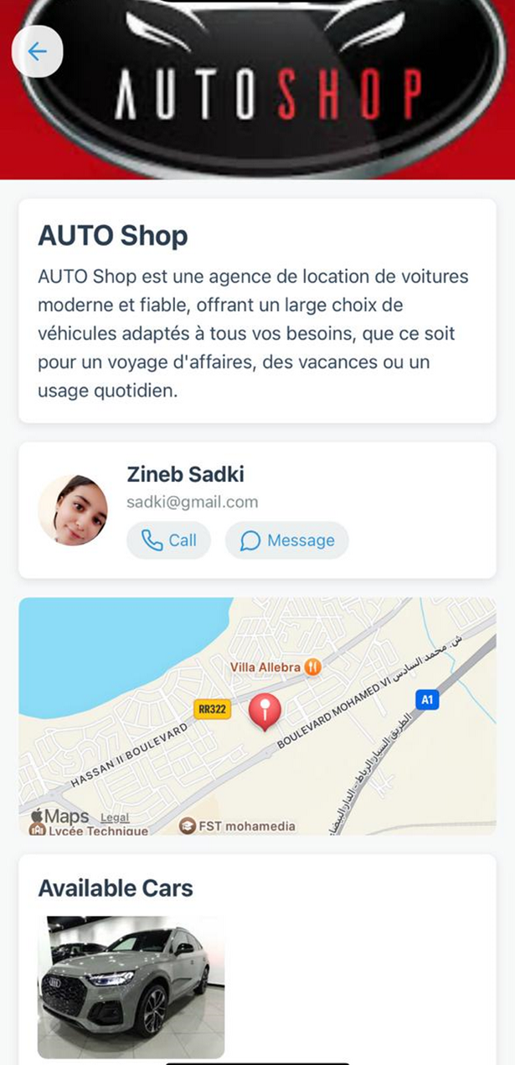 AUTOSHOP
AUTO Shop
AUTO Shop est une agence de location de voitures
moderne et fiable, offrant un large choix de
véhicules adaptés à tous vos besoins, que ce soit
pour un voyage d'affaires, des vacances ou un
usage quotidien.
Zineb Sadki
sadki@gmail.com
Call
Message
Villa Allebra
RR322
A1
HASSAN II BOULEVARD
BOULEVARD MOHAMED VI ش. محمد السادس
الطريق السيار الرباط - الدار البيضا
Maps Legal
Lycée Technique
FST mohamedia
Available Cars